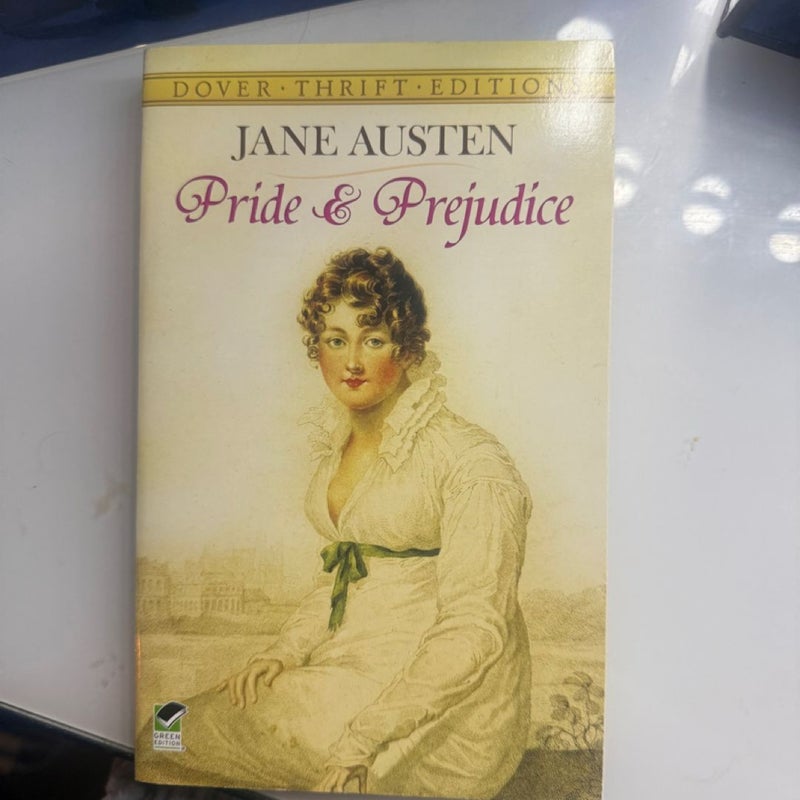 DOVER · THRIFT · EDITIONS
JANE AUSTEN
Pride & Prejudice
GREEN
EDITION